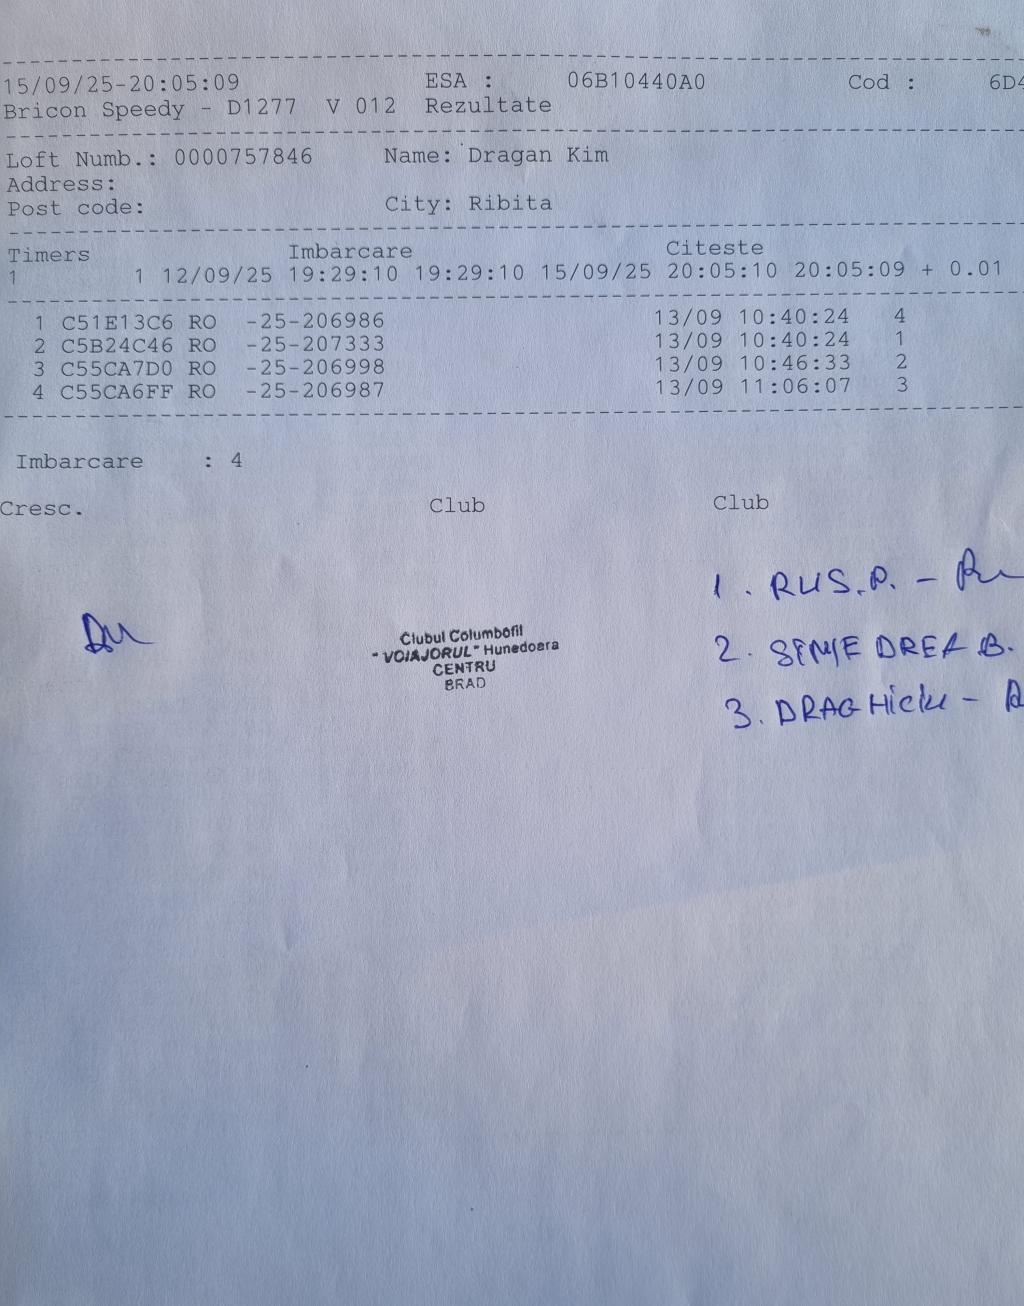 15/09/25-20:05:09 ESA : 06B10440A0 Cod : 6D4
Bricon Speedy - D1277 V 012 Rezultate
Loft Numb.: 0000757846 Name: Dragan Kim
Address:
Post code: City: Ribita
Timers Imbarcare Citeste
1 1 12/09/25 19:29:10 19:29:10 15/09/25 20:05:10 20:05:09 + 0.01
1 C51E13C6 RO -25-206986 13/09 10:40:24 4
2 C5B24C46 RO -25-207333 13/09 10:40:24 1
3 C55CA7D0 RO -25-206998 13/09 10:46:33 2
4 C55CA6FF RO -25-206987 13/09 11:06:07 3
Imbarcare : 4
Cresc. Club Club
Clubul Columbofil
"VOIAJORUL" Hunedoara
CENTRU
BRAD
1. RUS.P. -
2. B.
3. -